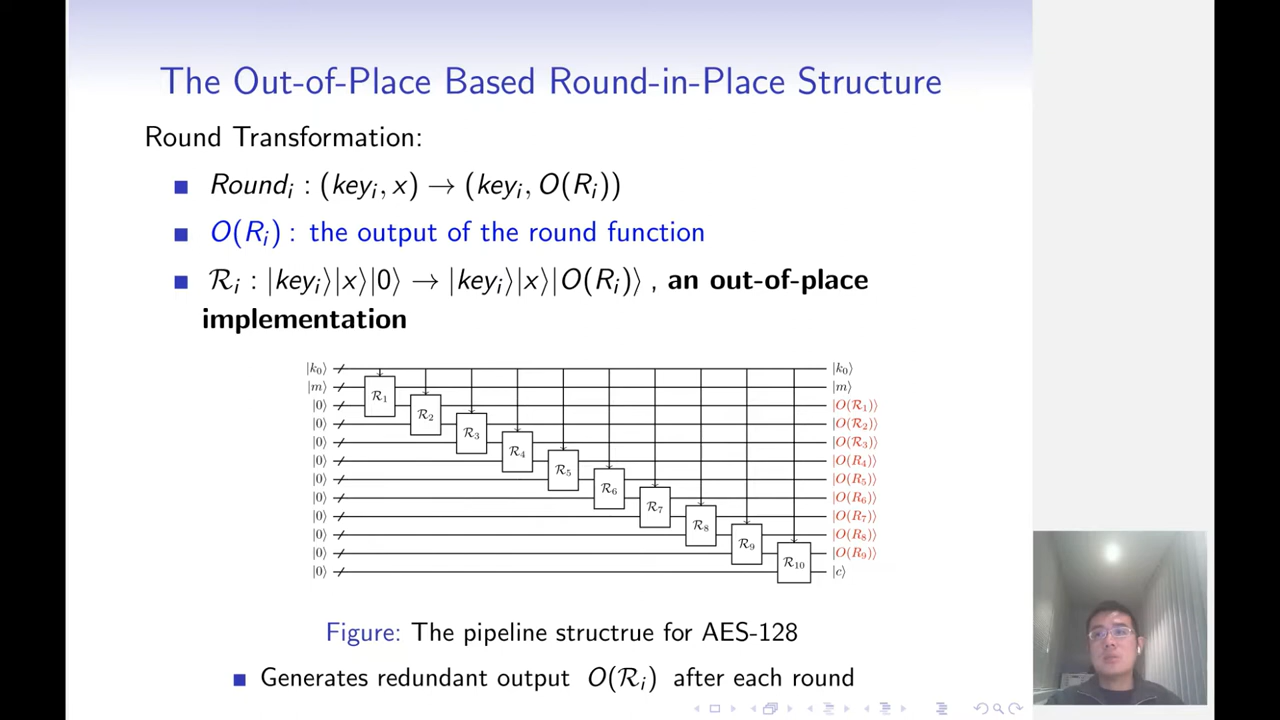 The Out-of-Place Based Round-in-Place Structure
Round Transformation:
Round_i : (key_i, x) → (key_i, O(R_i))
O(R_i) : the output of the round function
𝓡_i : |key_i⟩|x⟩|0⟩ → |key_i⟩|x⟩|O(R_i)⟩ , an out-of-place
implementation
|k_0⟩ |k_0⟩
|m⟩ 𝓡_1 |m⟩
|0⟩ 𝓡_2 |O(𝓡_1)⟩
|0⟩ 𝓡_3 |O(𝓡_2)⟩
|0⟩ 𝓡_4 |O(𝓡_3)⟩
|0⟩ 𝓡_5 |O(R_4)⟩
|0⟩ 𝓡_6 |O(R_5)⟩
|0⟩ 𝓡_7 |O(R_6)⟩
|0⟩ 𝓡_8 |O(R_7)⟩
|0⟩ 𝓡_9 |O(R_8)⟩
|0⟩ 𝓡_10 |O(R_9)⟩
|0⟩ |c⟩
Figure: The pipeline structrue for AES-128
Generates redundant output O(𝓡_i) after each round